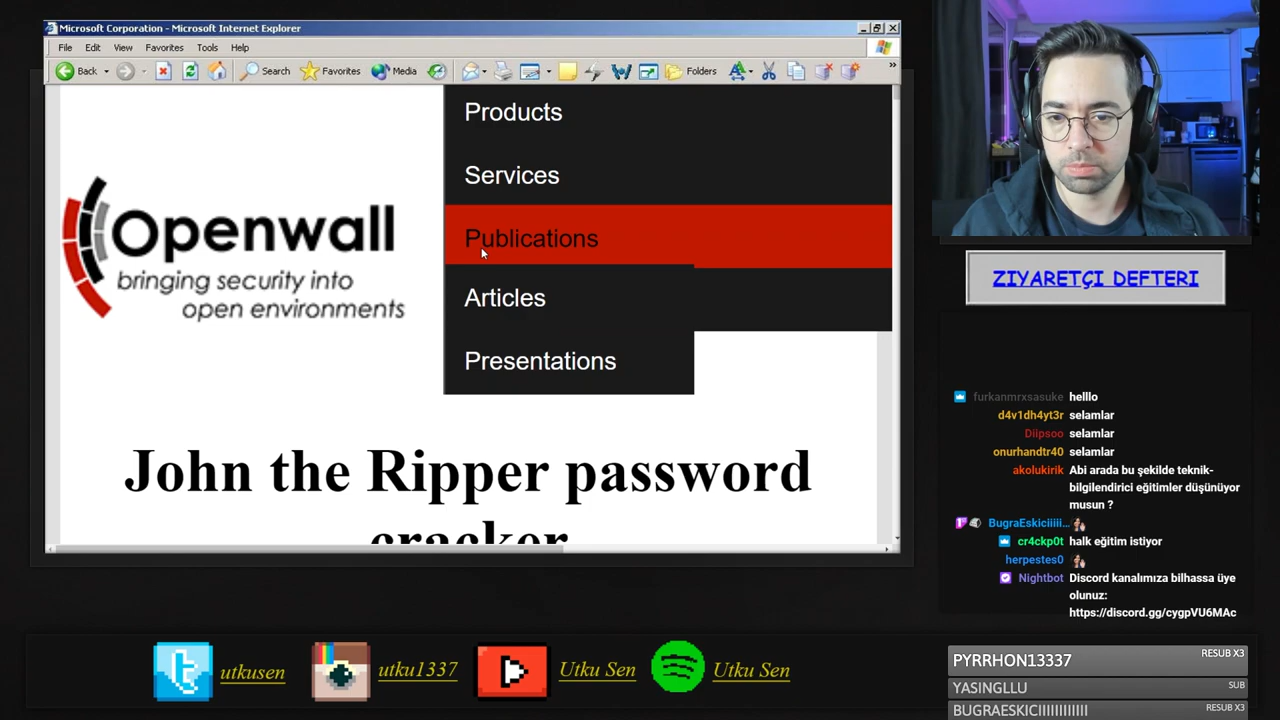 Microsoft Corporation - Microsoft Internet Explorer
File Edit View Favorites Tools Help
Back Search Favorites Media Folders
Products
Services
Publications
Articles
Presentations
Openwall
bringing security into
open environments
John the Ripper password
cracker
ZIYARETÇI DEFTERI
furkanmrxsasuke helllo
d4v1dh4yt3r selamlar
Diipsoo selamlar
onurhandtr40 selamlar
akolukirik Abi arada bu şekilde teknik-
bilgilendirici eğitimler düşünüyor
musun ?
BugraEskiciiiii...
cr4ckp0t halk eğitim istiyor
herpestes0
Nightbot Discord kanalımıza bilhassa üye
olunuz:
https://discord.gg/cygpVU6MAc
utkusen
utku1337
Utku Sen
Utku Sen
PYRRHON13337 RESUB X3
YASINGLLU SUB
BUGRAESKICIIIIIIIIIII RESUB X3